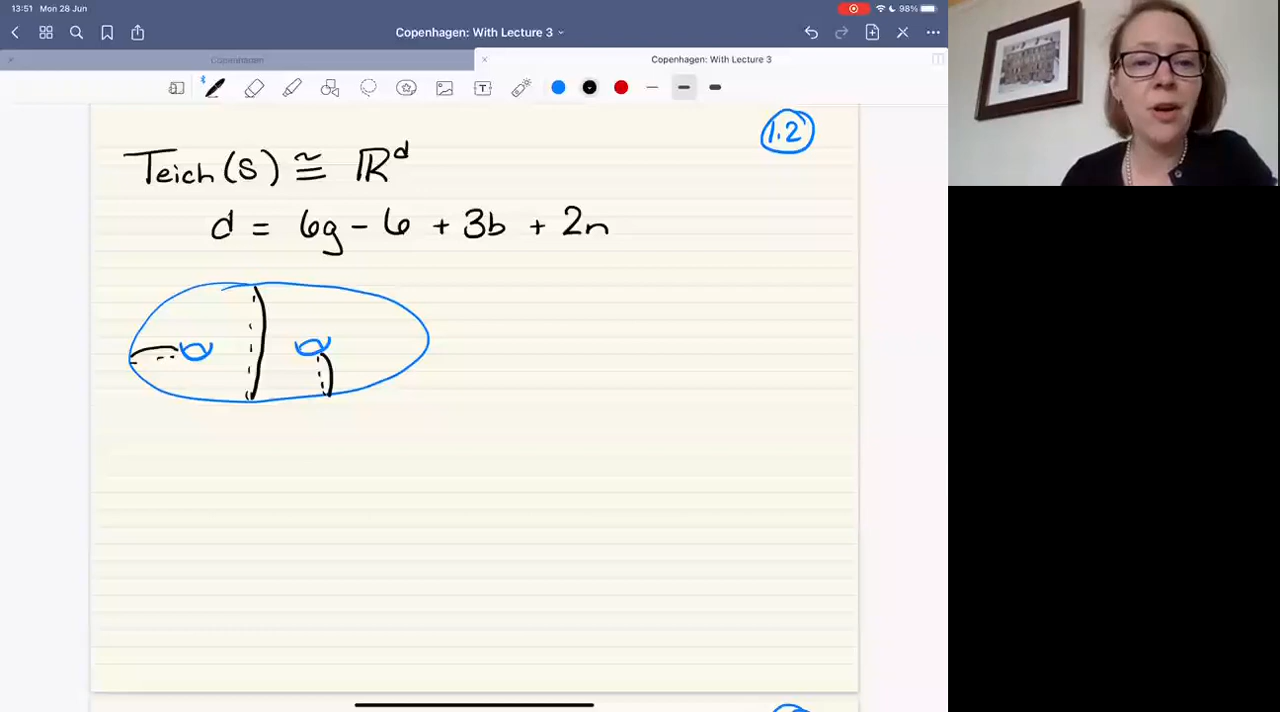 13:51 Mon 28 Jun
98%
Copenhagen: With Lecture 3
Copenhagen
Copenhagen: With Lecture 3
1.2
Teich(S) ≅ ℝ^d
d = 6g - 6 + 3b + 2n